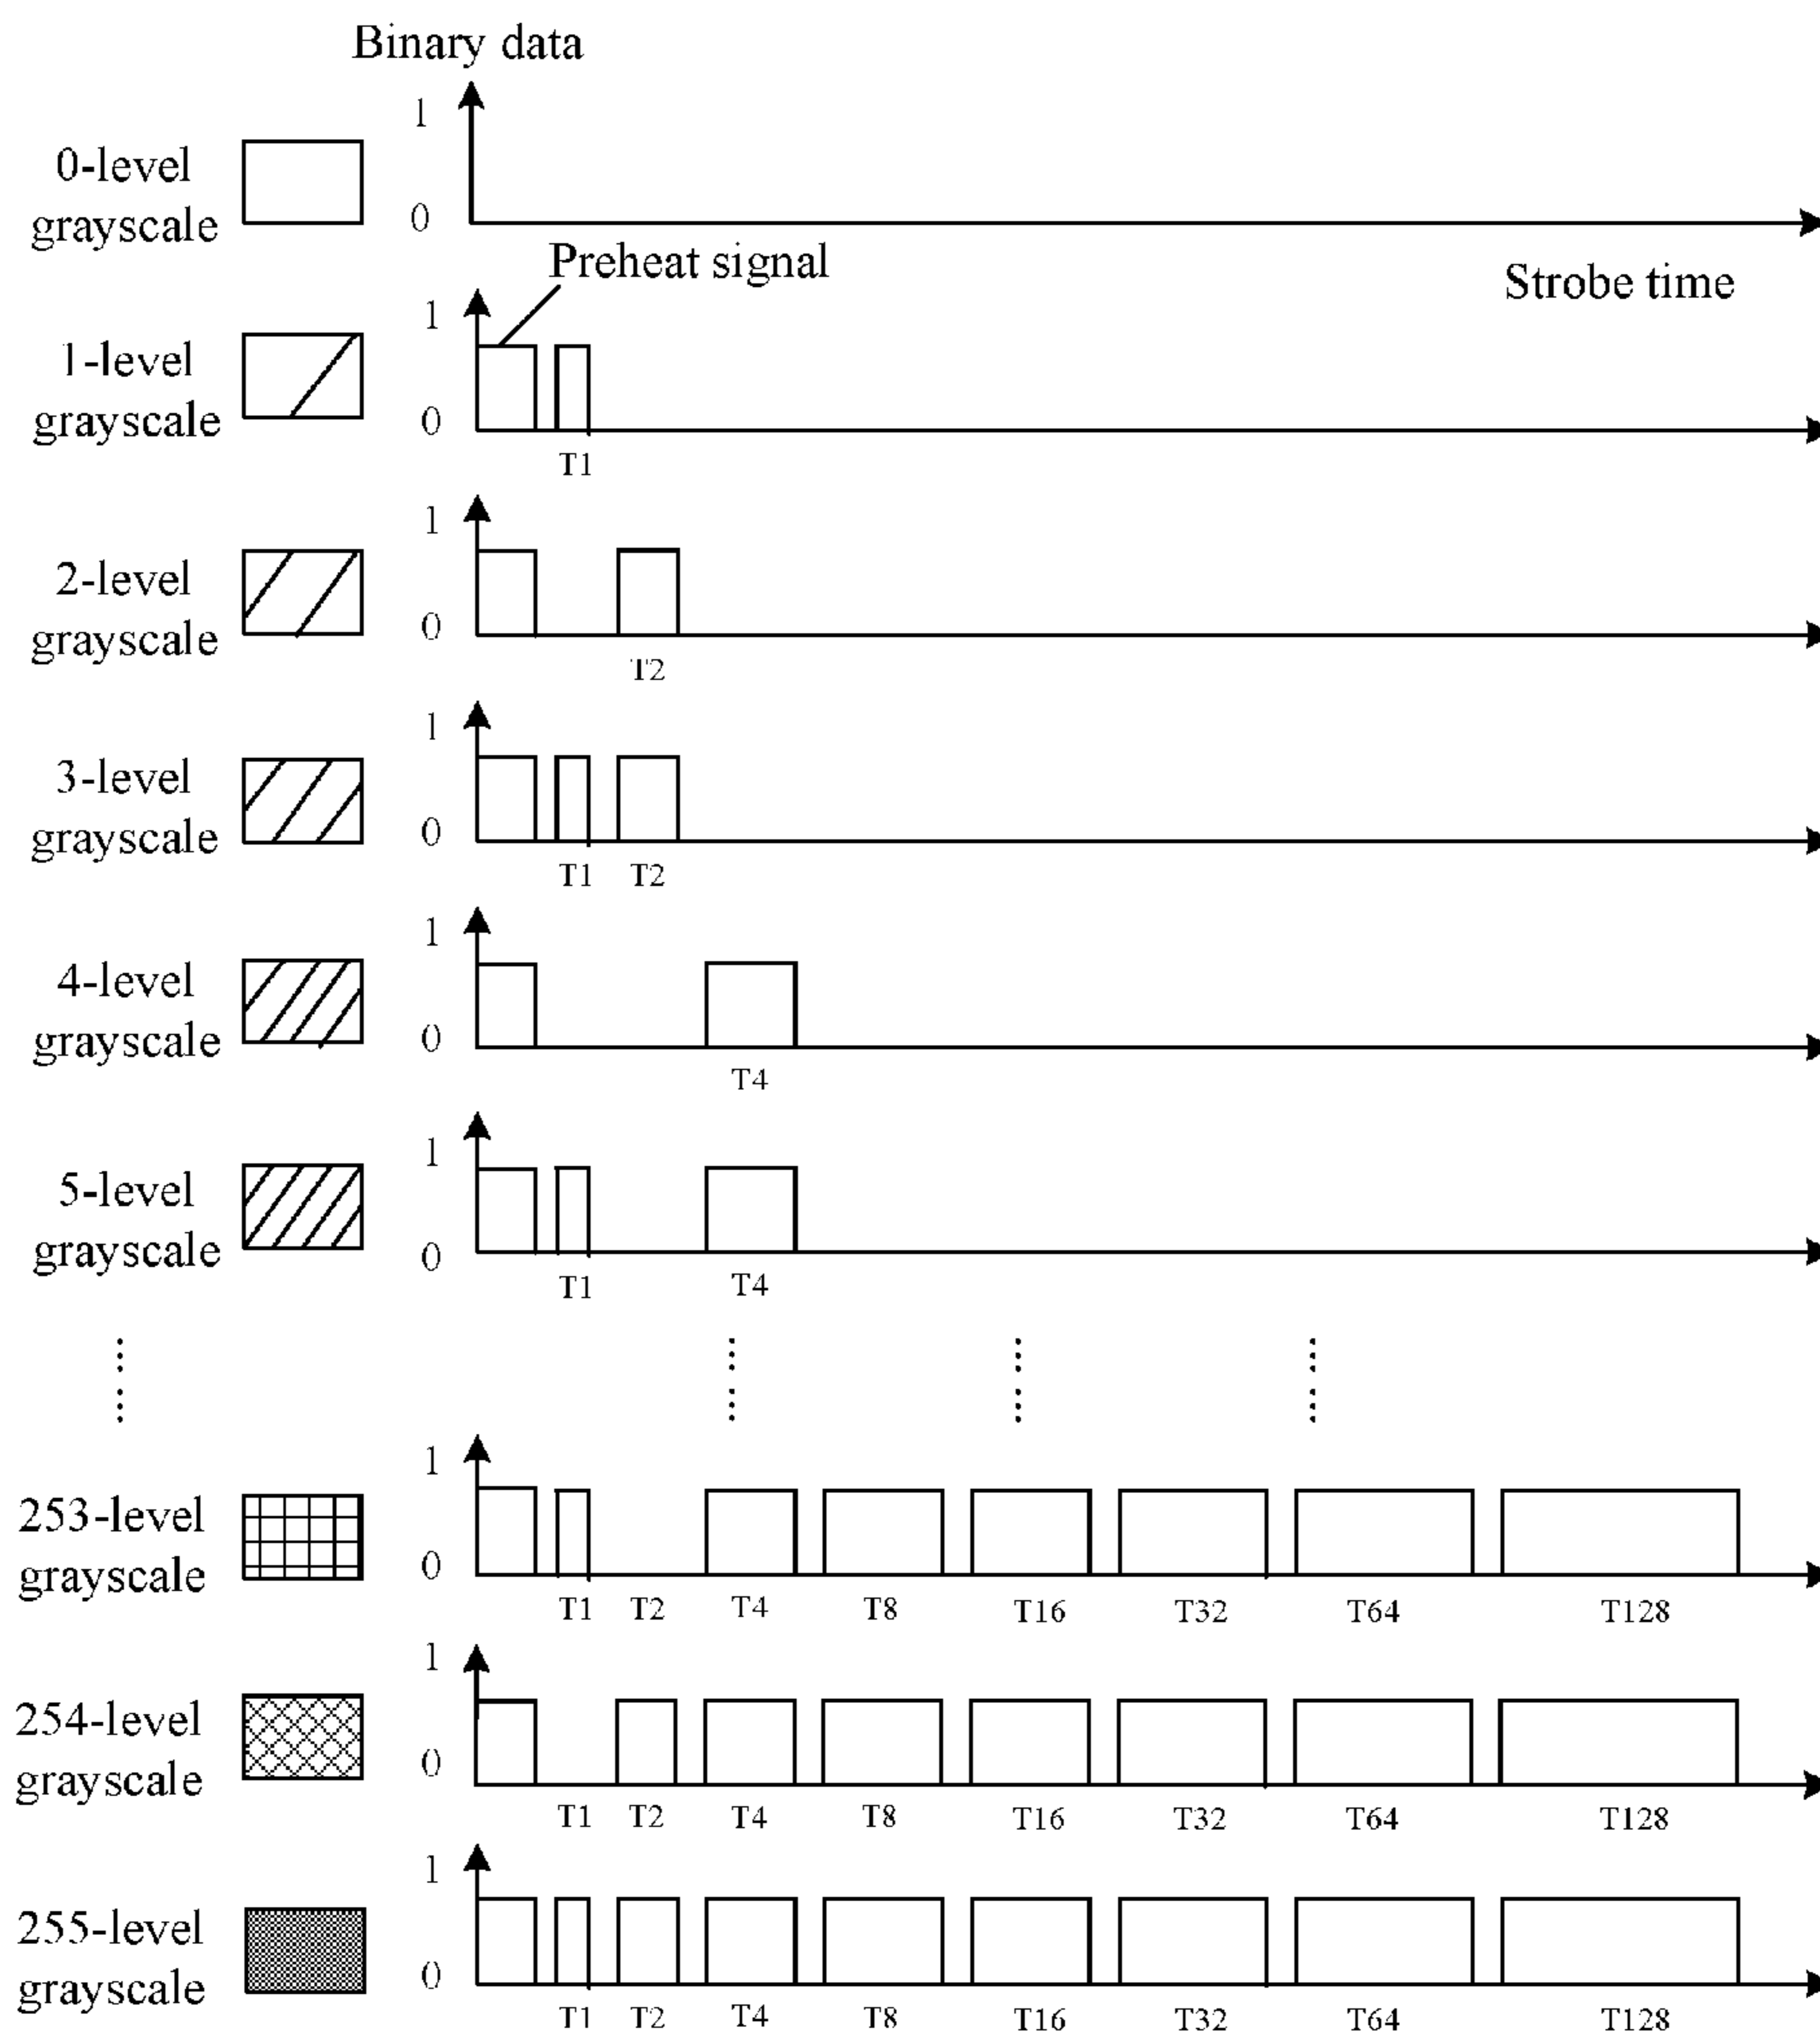 Binary data
1
0-level
grayscale
0
Preheat signal
Strobe time
1
1-level
grayscale
0
T1
1
2-level
grayscale
0
T2
1
3-level
grayscale
0
T1 T2
1
4-level
grayscale
0
T4
1
5-level
grayscale
0
T1 T4
1
253-level
grayscale
0
T1 T2 T4 T8 T16 T32 T64 T128
1
254-level
grayscale
0
T1 T2 T4 T8 T16 T32 T64 T128
1
255-level
grayscale
0
T1 T2 T4 T8 T16 T32 T64 T128